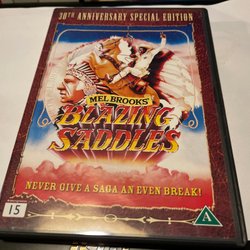 30TH ANNIVERSARY SPECIAL EDITION
MEL BROOKS'
BLAZING
SADDLES
NEVER GIVE A SAGA AN EVEN BREAK!
15
A